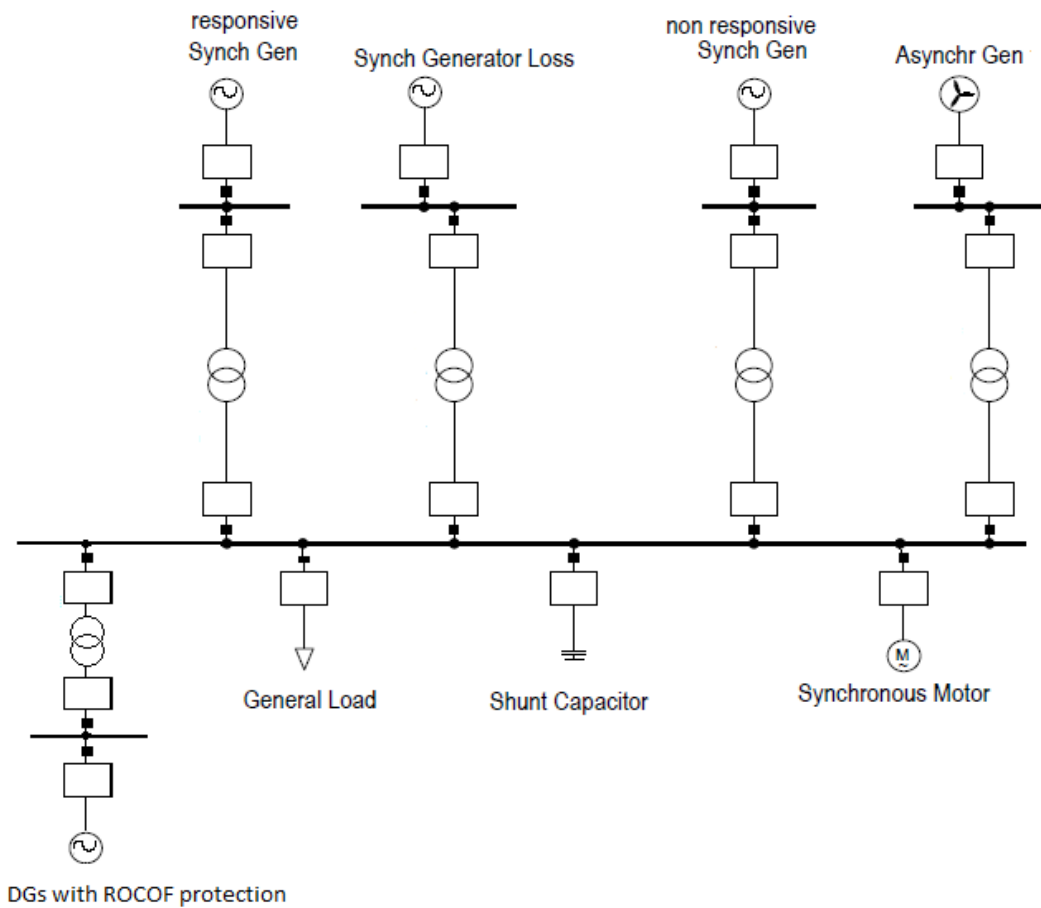 responsive
Synch Gen
Synch Generator Loss
non responsive
Synch Gen
Asynchr Gen
General Load
Shunt Capacitor
M
~
Synchronous Motor
DGs with ROCOF protection